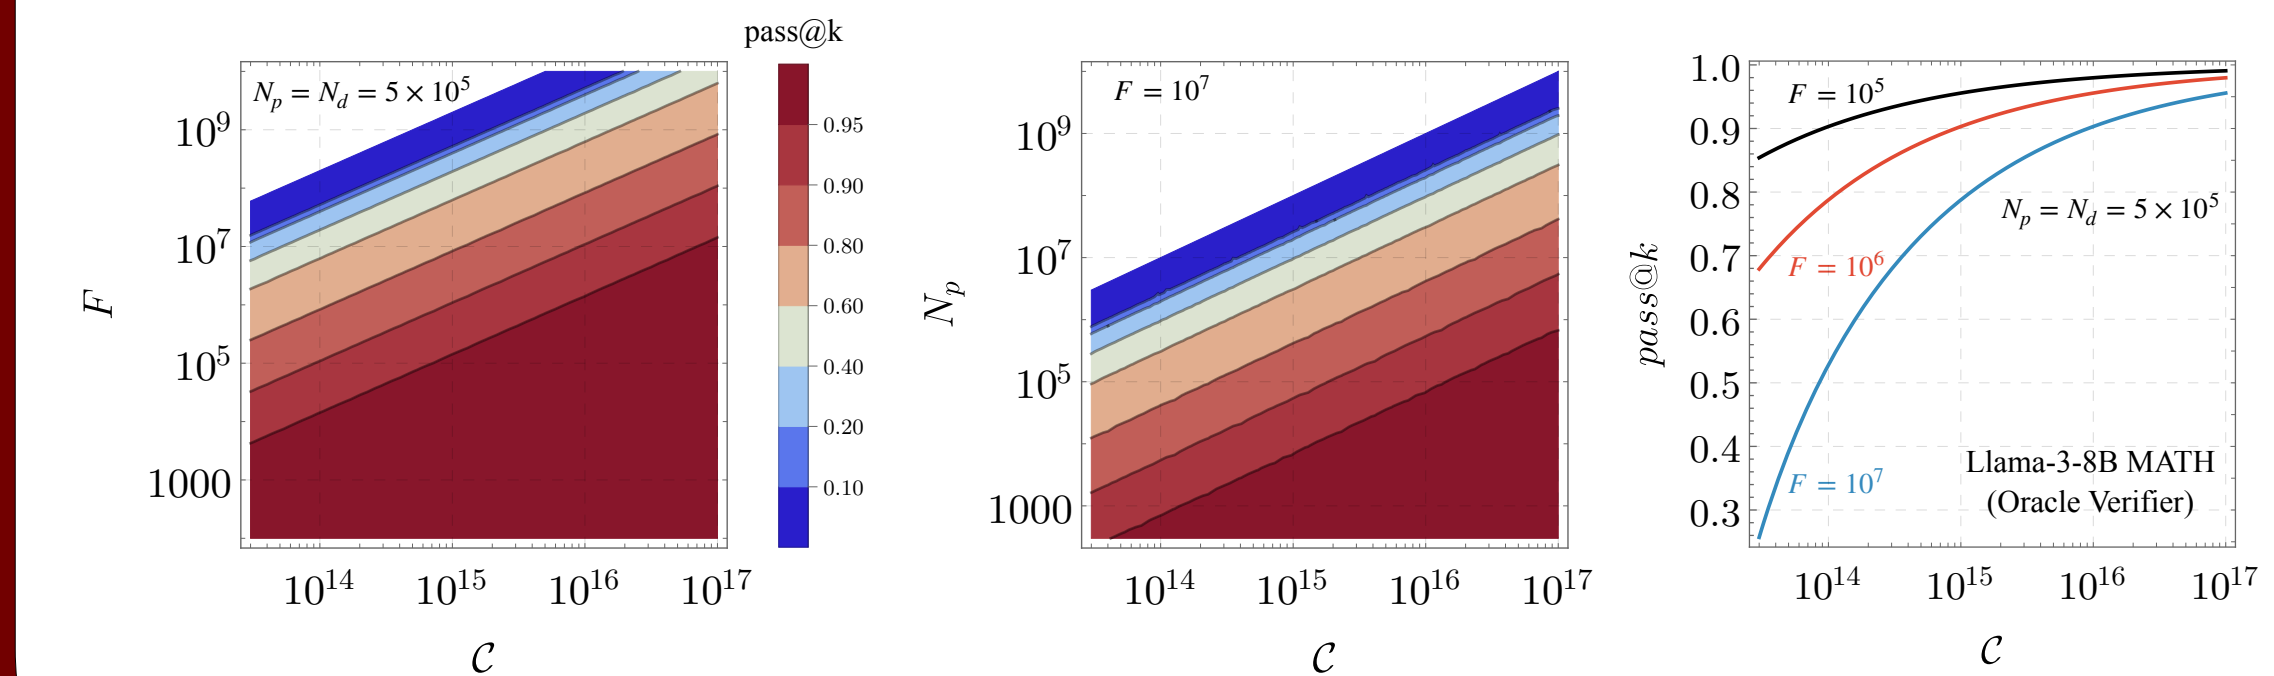 pass@k
N_p = N_d = 5 × 10^5
10^9
10^7
10^5
1000
F
10^14 10^15 10^16 10^17
C
0.95
0.90
0.80
0.60
0.40
0.20
0.10
F = 10^7
10^9
10^7
10^5
1000
N_p
10^14 10^15 10^16 10^17
C
1.0
0.9
0.8
0.7
0.6
0.5
0.4
0.3
pass@k
F = 10^5
N_p = N_d = 5 × 10^5
F = 10^6
F = 10^7
Llama-3-8B MATH
(Oracle Verifier)
10^14 10^15 10^16 10^17
C